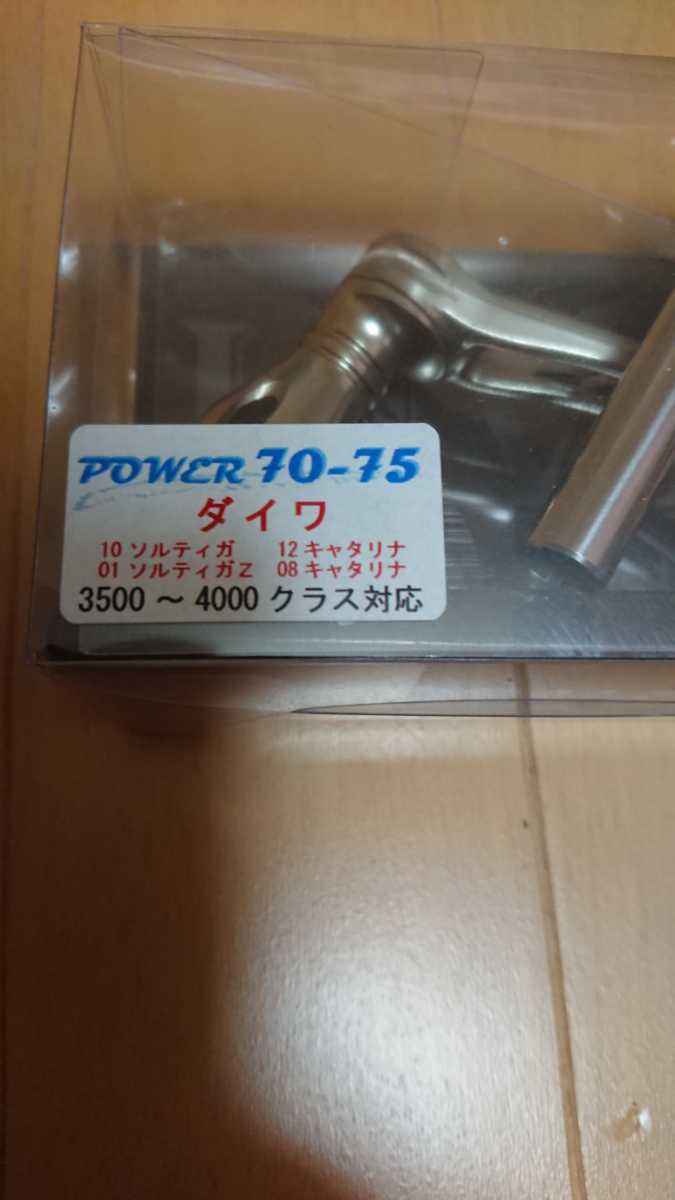 POWER 70-75
ダイワ
10 ソルティガ 12 キャタリナ
01 ソルティガZ 08 キャタリナ
3500 ～ 4000 クラス対応